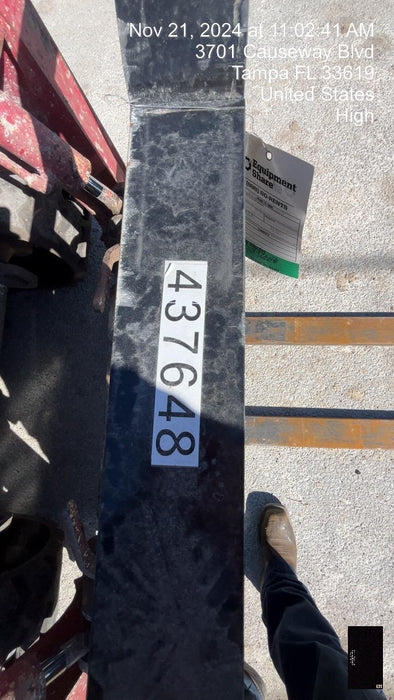 Nov 21, 2024 at 11:02:41 AM
3701 Causeway Blvd
Tampa FL 33619
United States
High
Equipment
Share
437648